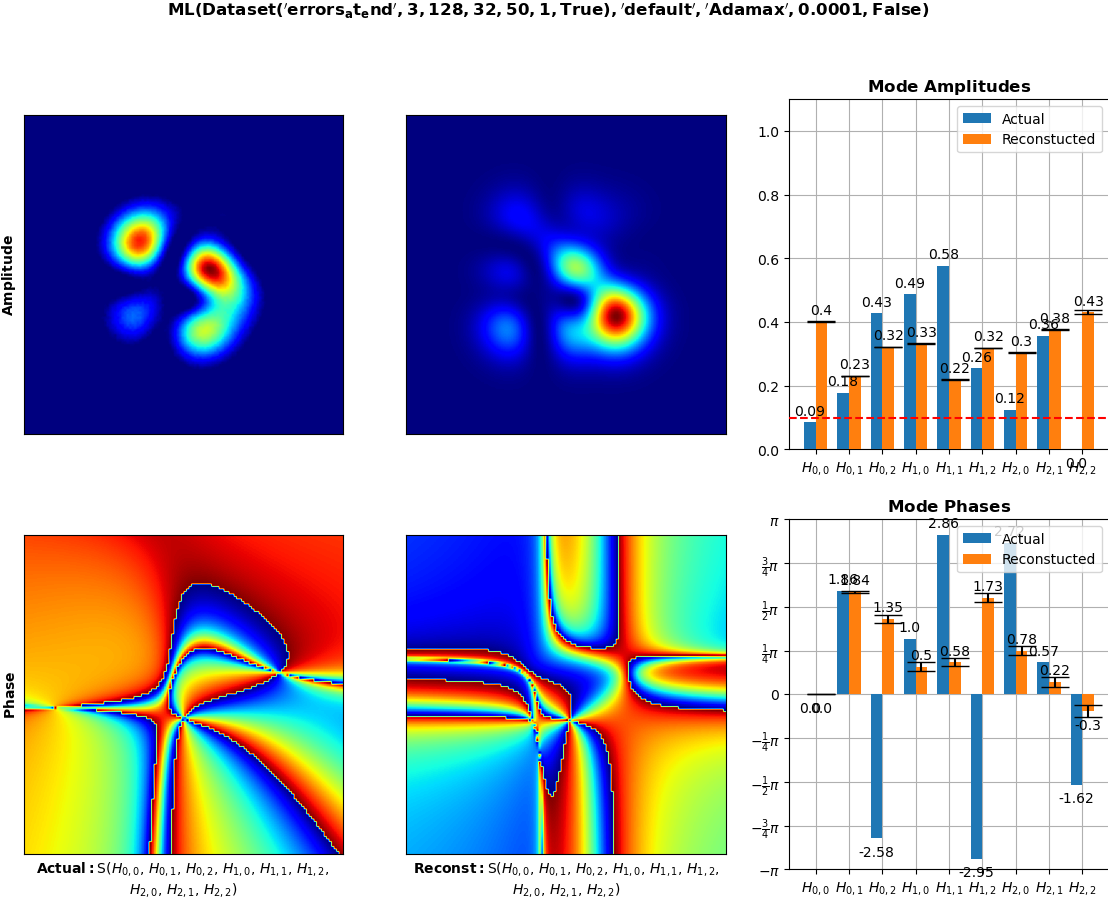 ML(Dataset('errors_at_end', 3, 128, 32, 50, 1, True), 'default', 'Adamax', 0.0001, False)
Amplitude
Mode Amplitudes
Actual
Reconstucted
1.0
0.8
0.6
0.4
0.2
0.0
0.09
0.4
0.18
0.23
0.43
0.32
0.49
0.33
0.58
0.22
0.26
0.32
0.12
0.3
0.36
0.38
0.0
0.43
H0,0 H0,1 H0,2 H1,0 H1,1 H1,2 H2,0 H2,1 H2,2
Phase
Actual: S(H0,0, H0,1, H0,2, H1,0, H1,1, H1,2,
H2,0, H2,1, H2,2)
Reconst: S(H0,0, H0,1, H0,2, H1,0, H1,1, H1,2,
H2,0, H2,1, H2,2)
Mode Phases
Actual
Reconstucted
π
3/4π
1/2π
1/4π
0
−1/4π
−1/2π
−3/4π
−π
0.0
0.0
1.86
1.84
-2.58
1.35
1.0
0.5
2.86
0.58
-2.95
1.73
2.72
0.78
0.57
0.22
-1.62
-0.3
H0,0 H0,1 H0,2 H1,0 H1,1 H1,2 H2,0 H2,1 H2,2